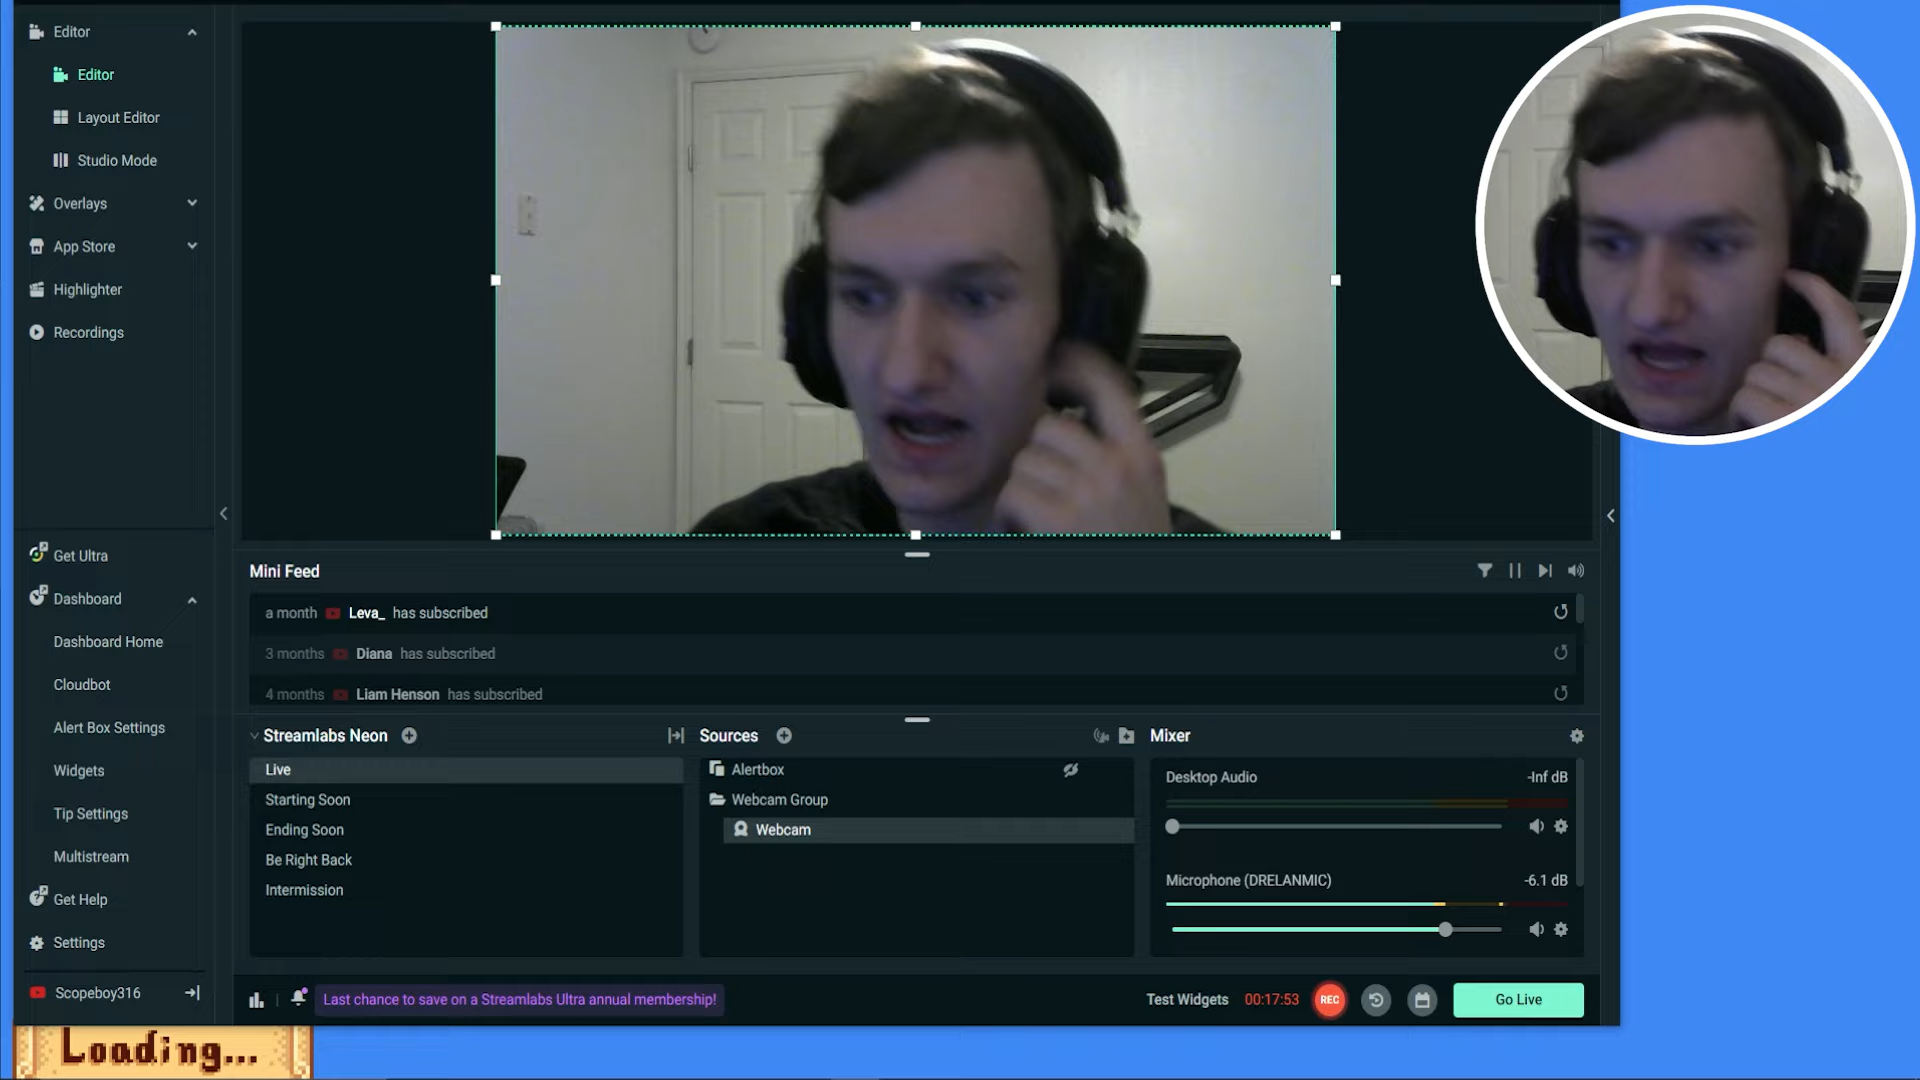 Editor
Editor
Layout Editor
Studio Mode
Overlays
App Store
Highlighter
Recordings
Get Ultra
Dashboard
Dashboard Home
Cloudbot
Alert Box Settings
Widgets
Tip Settings
Multistream
Get Help
Settings
Scopeboy316
Mini Feed
a month Leva_ has subscribed
3 months Diana has subscribed
4 months Liam Henson has subscribed
Streamlabs Neon
Live
Starting Soon
Ending Soon
Be Right Back
Intermission
Sources
Alertbox
Webcam Group
Webcam
Mixer
Desktop Audio -Inf dB
Microphone (DRELANMIC) -6.1 dB
Last chance to save on a Streamlabs Ultra annual membership!
Test Widgets 00:17:53 REC Go Live
Loading...